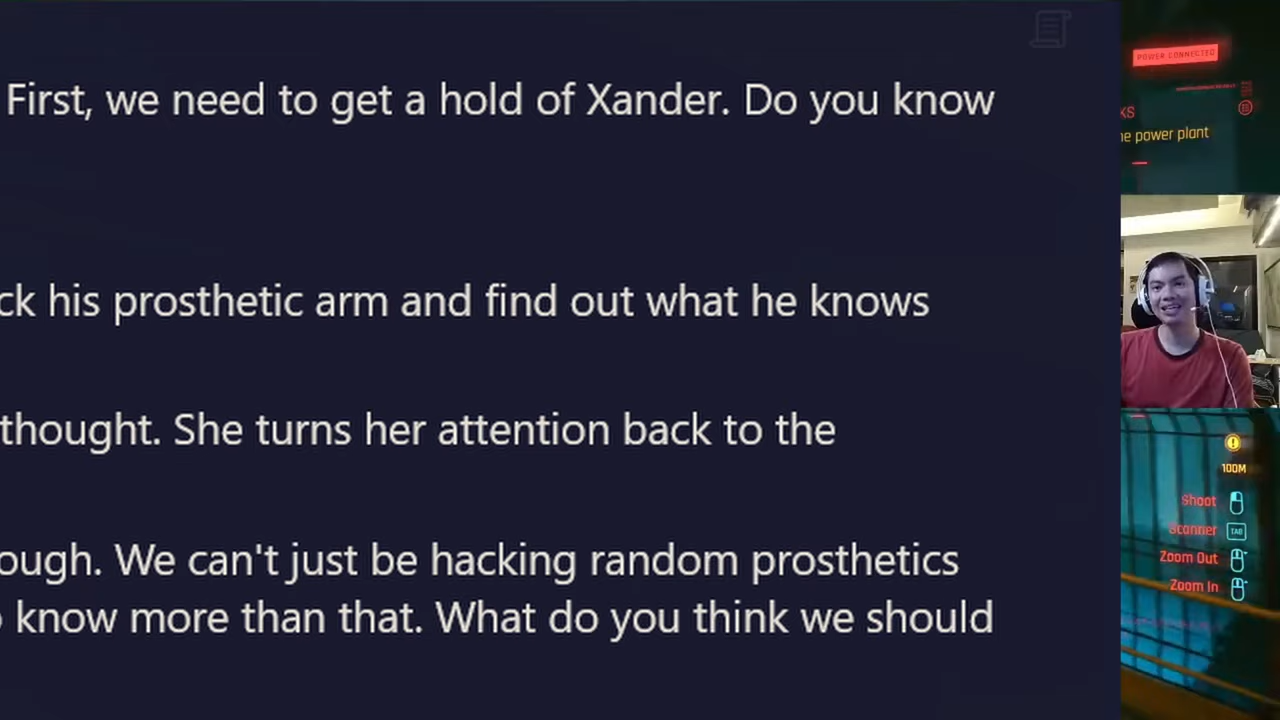 First, we need to get a hold of Xander. Do you know
ck his prosthetic arm and find out what he knows
thought. She turns her attention back to the
ough. We can't just be hacking random prosthetics
know more than that. What do you think we should
POWER CONNECTED
KS
he power plant
100M
Shoot
Scanner
TAB
Zoom Out
Zoom In